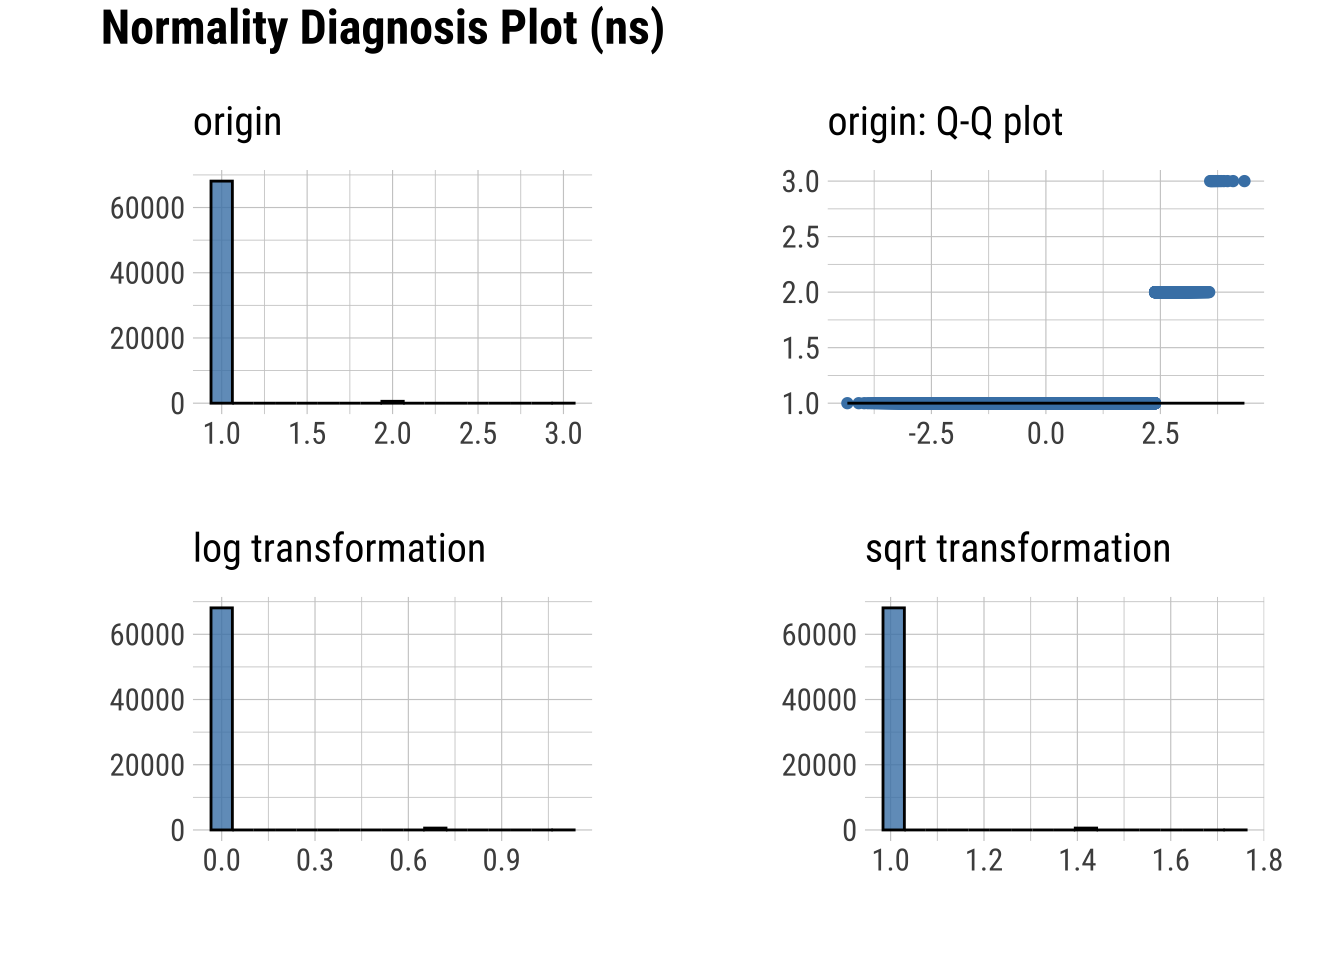 Normality Diagnosis Plot (ns)
origin
60000
40000
20000
0
1.0 1.5 2.0 2.5 3.0
origin: Q-Q plot
3.0
2.5
2.0
1.5
1.0
-2.5 0.0 2.5
log transformation
60000
40000
20000
0
0.0 0.3 0.6 0.9
sqrt transformation
60000
40000
20000
0
1.0 1.2 1.4 1.6 1.8